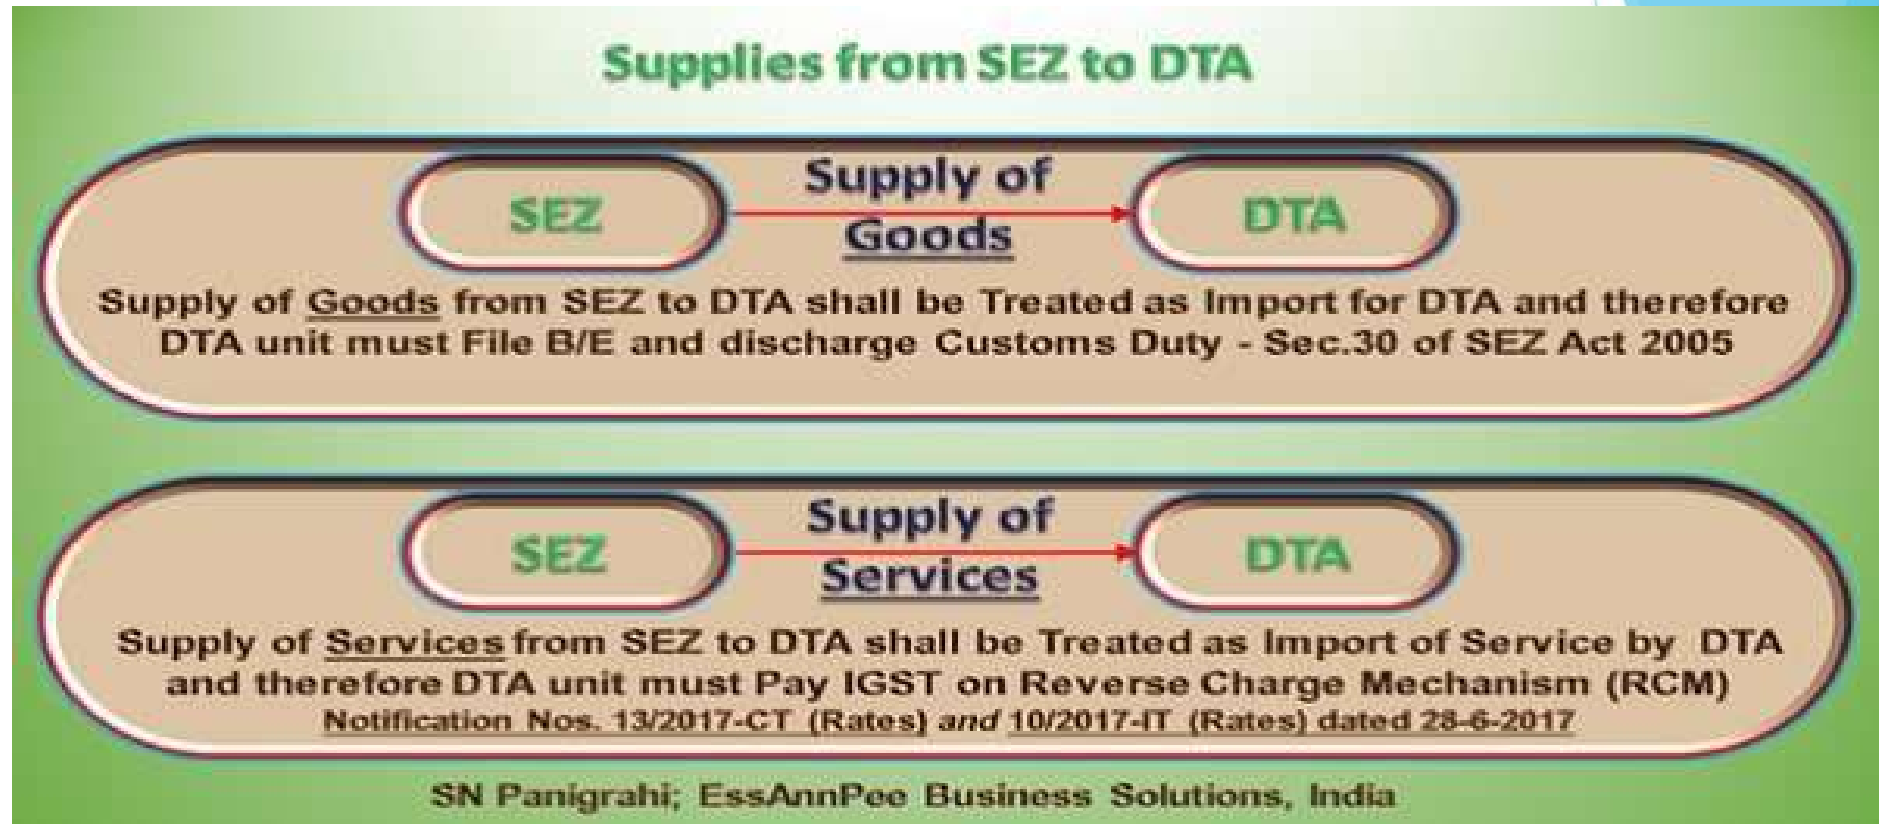 Supplies from SEZ to DTA
SEZ
Supply of
Goods
DTA
Supply of Goods from SEZ to DTA shall be Treated as Import for DTA and therefore
DTA unit must File B/E and discharge Customs Duty - Sec.30 of SEZ Act 2005
SEZ
Supply of
Services
DTA
Supply of Services from SEZ to DTA shall be Treated as Import of Service by DTA
and therefore DTA unit must Pay IGST on Reverse Charge Mechanism (RCM)
Notification Nos. 13/2017-CT (Rates) and 10/2017-IT (Rates) dated 28-6-2017
SN Panigrahi; EssAnnPee Business Solutions, India